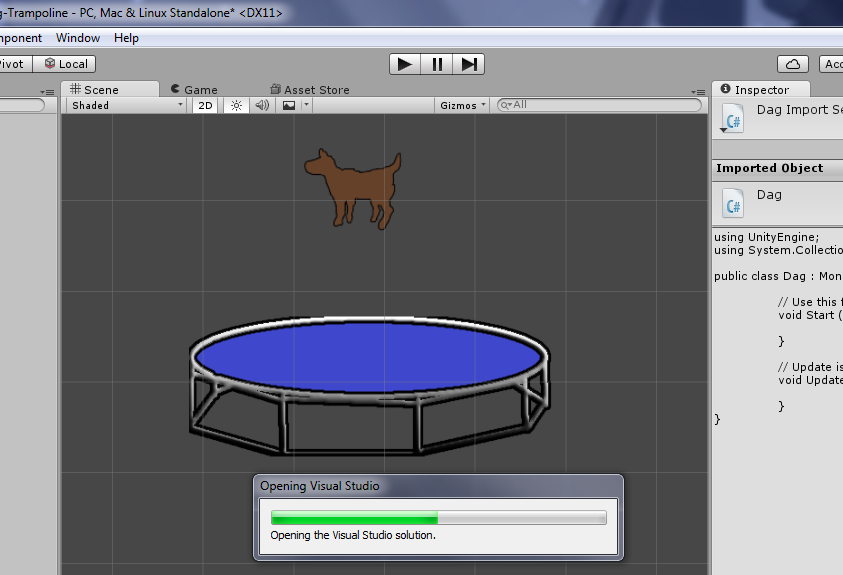 g-Trampoline - PC, Mac & Linux Standalone* <DX11>
mponent Window Help
Pivot Local Acc
Scene Game Asset Store Inspector
Shaded 2D Gizmos All
Dag Import Se
C#
Imported Object
Dag
C#
using UnityEngine;
using System.Collectio
public class Dag : Mon
// Use this f
void Start (
}
// Update is
void Update
}
}
Opening Visual Studio
Opening the Visual Studio solution.